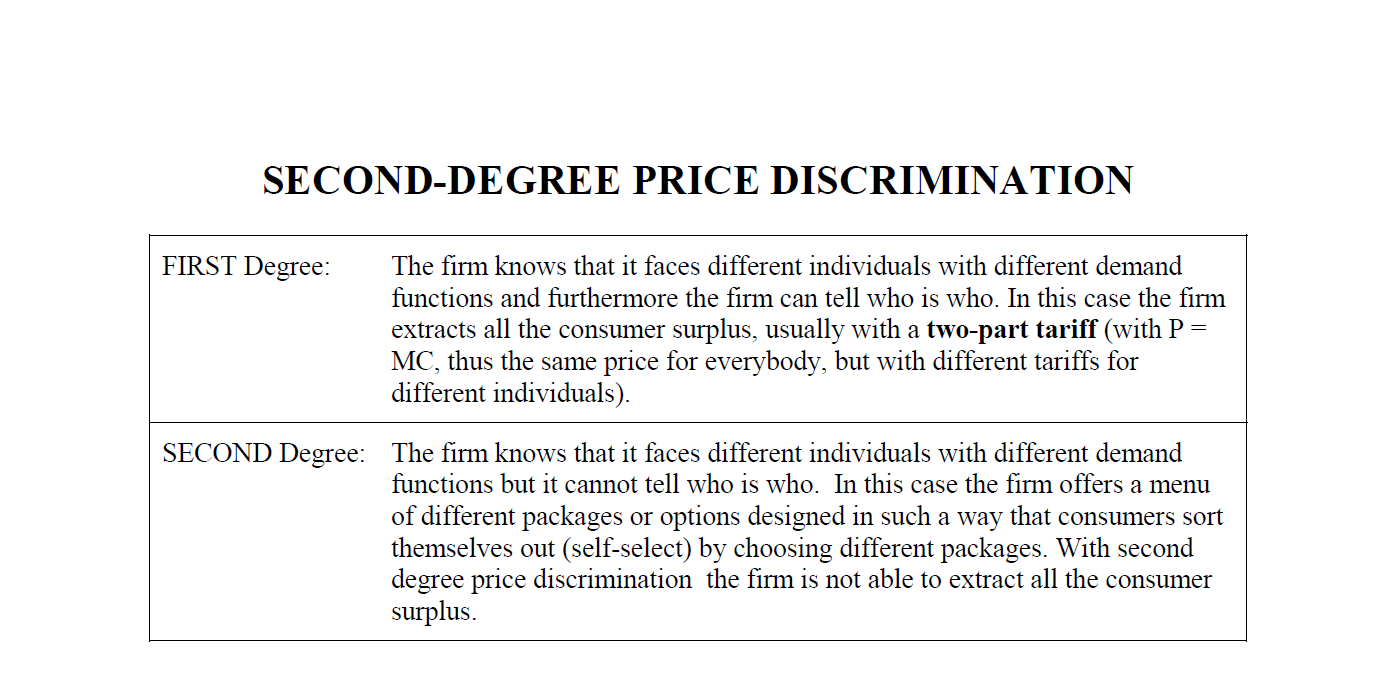 SECOND-DEGREE PRICE DISCRIMINATION
FIRST Degree: The firm knows that it faces different individuals with different demand
functions and furthermore the firm can tell who is who. In this case the firm
extracts all the consumer surplus, usually with a two-part tariff (with P =
MC, thus the same price for everybody, but with different tariffs for
different individuals).
SECOND Degree: The firm knows that it faces different individuals with different demand
functions but it cannot tell who is who.  In this case the firm offers a menu
of different packages or options designed in such a way that consumers sort
themselves out (self-select) by choosing different packages. With second
degree price discrimination  the firm is not able to extract all the consumer
surplus.